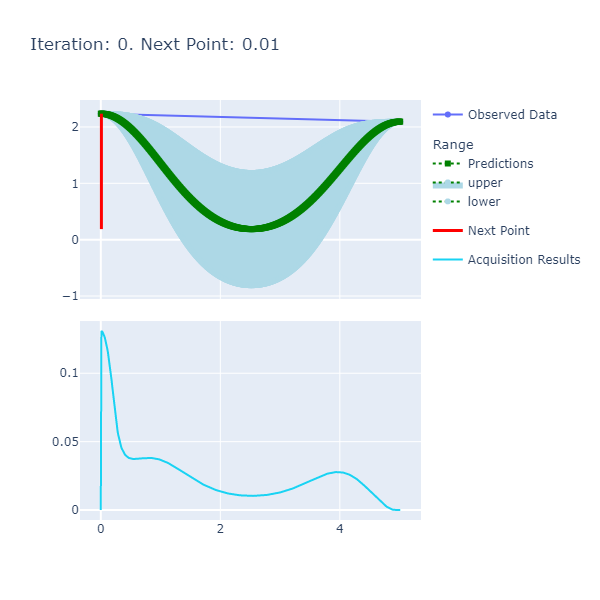 Iteration: 0. Next Point: 0.01
2
1
0
−1
Observed Data
Range
Predictions
upper
lower
Next Point
Acquisition Results
0.1
0.05
0
0
2
4